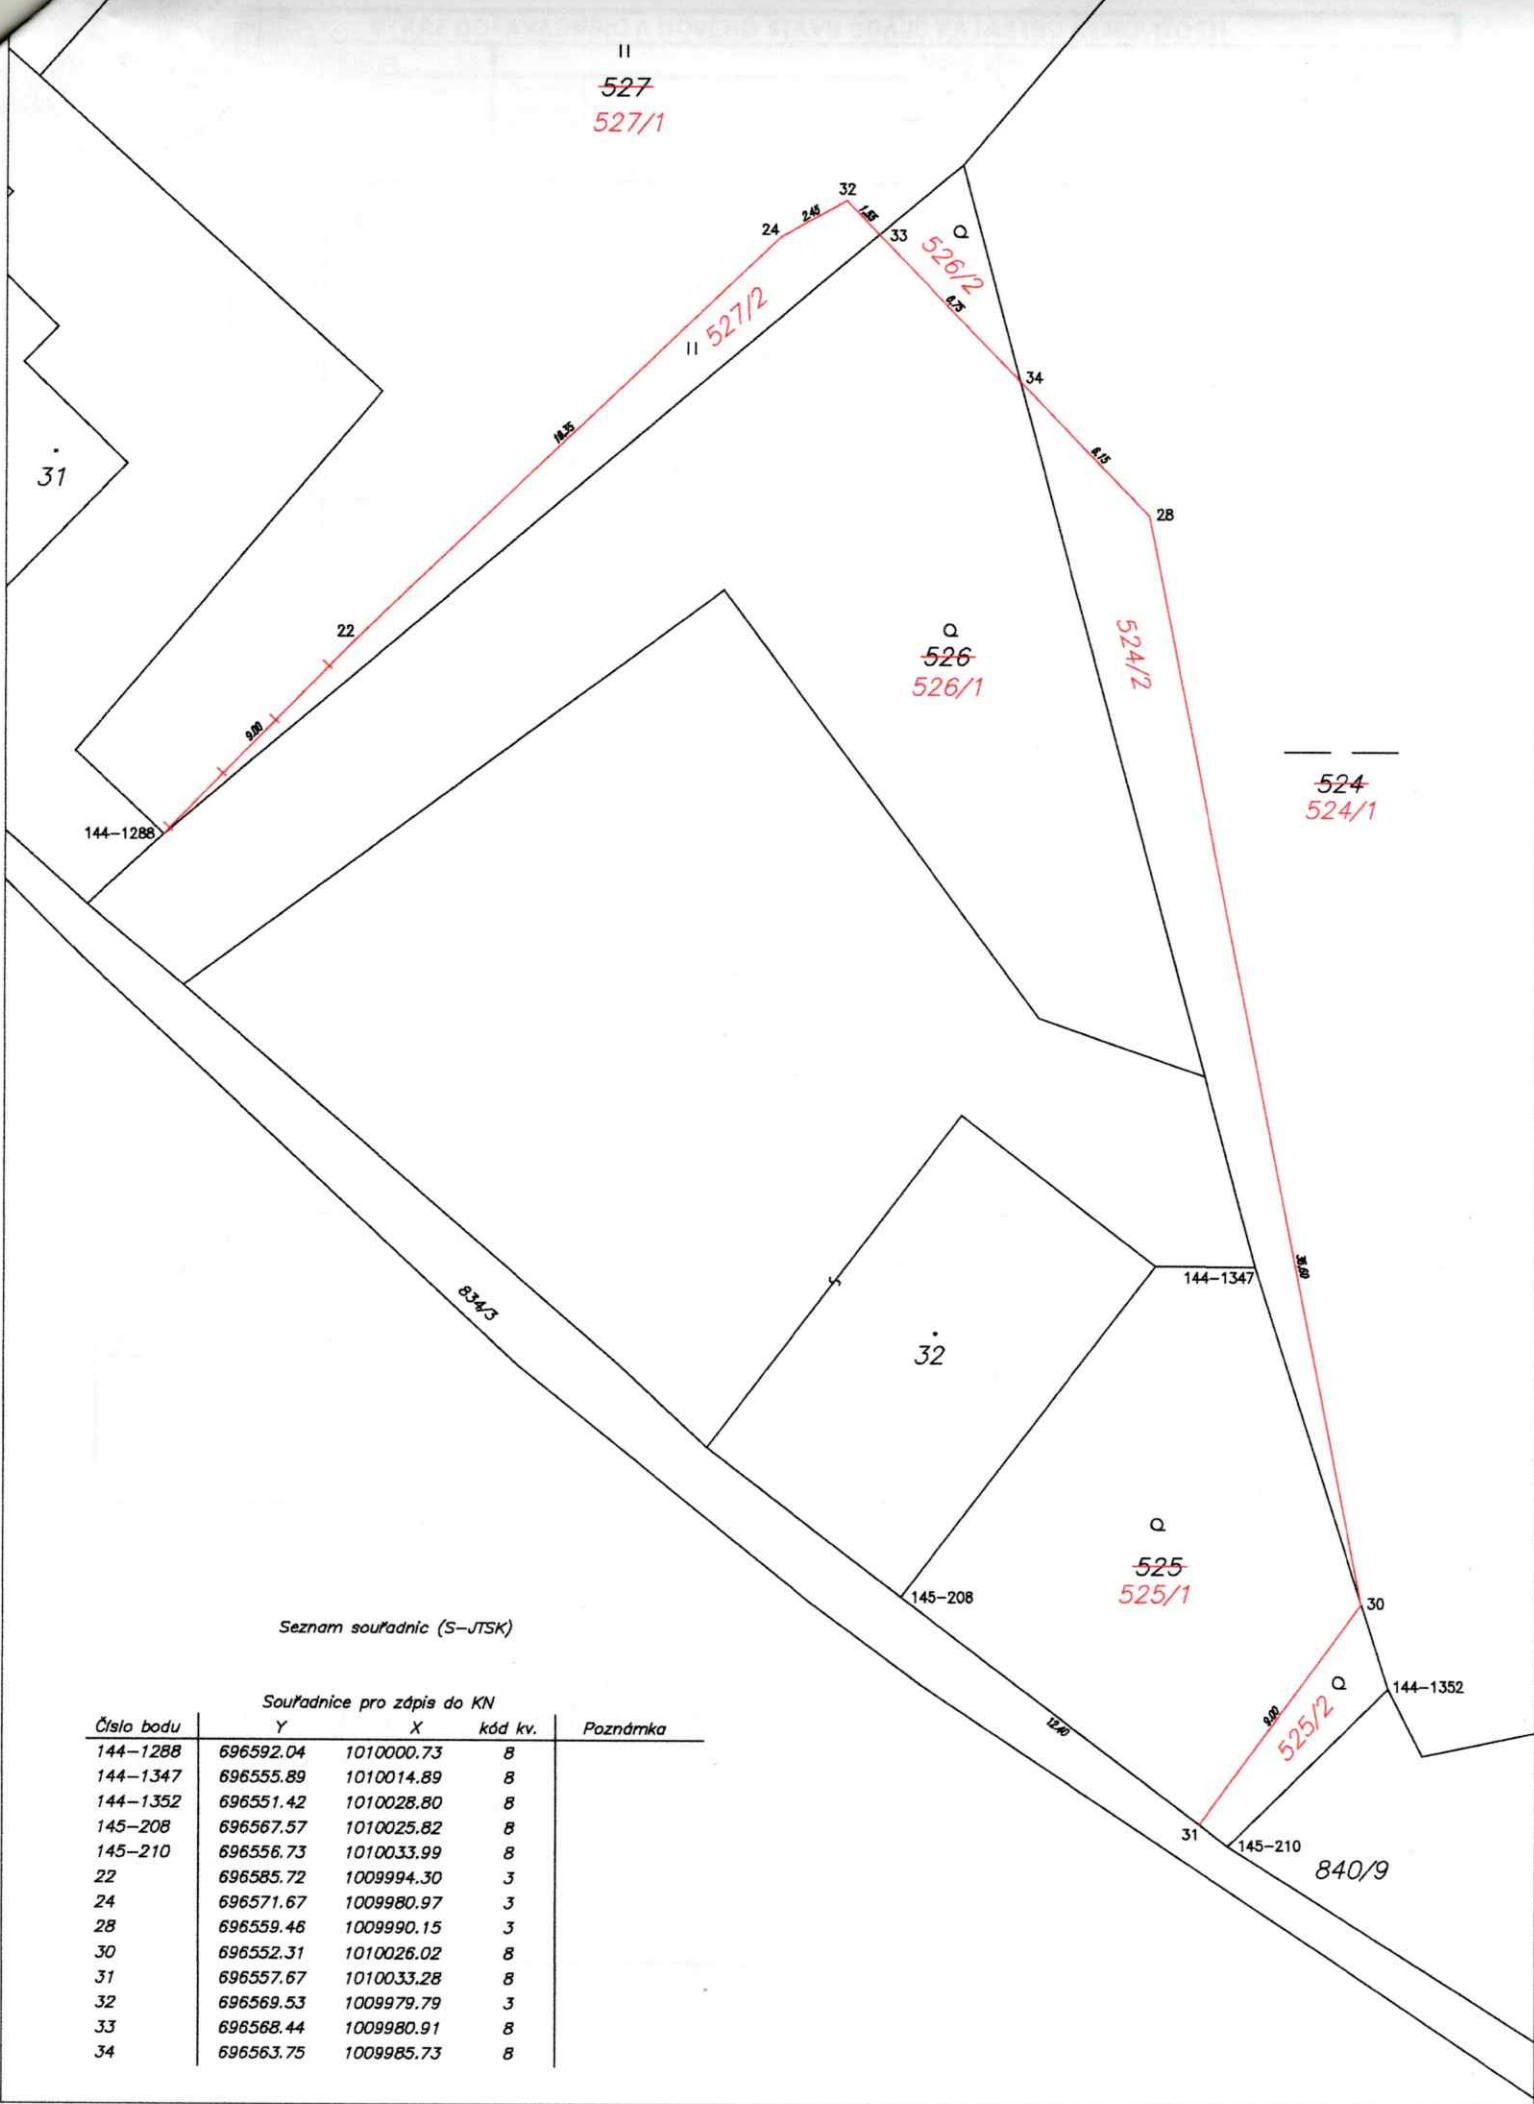 II
527
527/1
32
2.45
1.55
24
33
Q
526/2
6.75
527/2
II
34
19.35
6.15
31
28
22
Q
526
526/1
524/2
9.00
524
524/1
144-1288
144-1347
36.60
834/3
S
32
Q
525
525/1
145-208
30
144-1352
Q
525/2
9.00
12.40
31
145-210
840/9
Seznam souřadnic (S-JTSK)
Souřadnice pro zápis do KN
Číslo bodu Y X kód kv. Poznámka
144-1288 696592.04 1010000.73 8
144-1347 696555.89 1010014.89 8
144-1352 696551.42 1010028.80 8
145-208 696567.57 1010025.82 8
145-210 696556.73 1010033.99 8
22 696585.72 1009994.30 3
24 696571.67 1009980.97 3
28 696559.46 1009990.15 3
30 696552.31 1010026.02 8
31 696557.67 1010033.28 8
32 696569.53 1009979.79 3
33 696568.44 1009980.91 8
34 696563.75 1009985.73 8